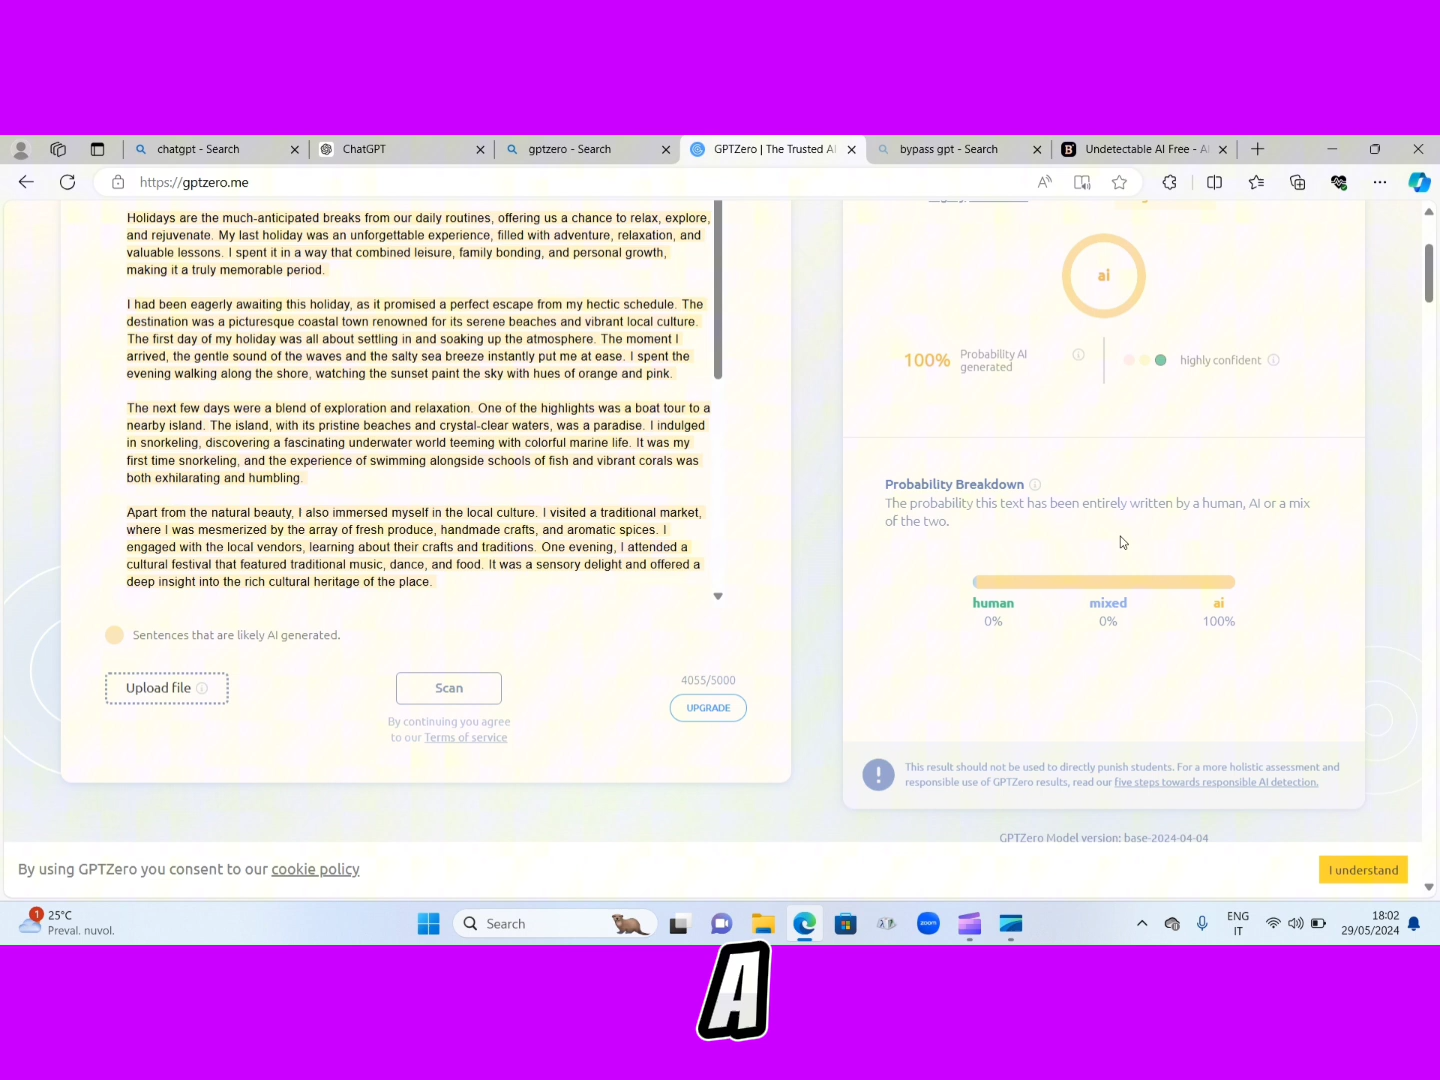 chatgpt - Search
ChatGPT
gptzero - Search
GPTZero | The Trusted AI
bypass gpt - Search
Undetectable AI Free - AI
https://gptzero.me
Holidays are the much-anticipated breaks from our daily routines, offering us a chance to relax, explore,
and rejuvenate. My last holiday was an unforgettable experience, filled with adventure, relaxation, and
valuable lessons. I spent it in a way that combined leisure, family bonding, and personal growth,
making it a truly memorable period.
I had been eagerly awaiting this holiday, as it promised a perfect escape from my hectic schedule. The
destination was a picturesque coastal town renowned for its serene beaches and vibrant local culture.
The first day of my holiday was all about settling in and soaking up the atmosphere. The moment I
arrived, the gentle sound of the waves and the salty sea breeze instantly put me at ease. I spent the
evening walking along the shore, watching the sunset paint the sky with hues of orange and pink.
The next few days were a blend of exploration and relaxation. One of the highlights was a boat tour to a
nearby island. The island, with its pristine beaches and crystal-clear waters, was a paradise. I indulged
in snorkeling, discovering a fascinating underwater world teeming with colorful marine life. It was my
first time snorkeling, and the experience of swimming alongside schools of fish and vibrant corals was
both exhilarating and humbling.
Apart from the natural beauty, I also immersed myself in the local culture. I visited a traditional market,
where I was mesmerized by the array of fresh produce, handmade crafts, and aromatic spices. I
engaged with the local vendors, learning about their crafts and traditions. One evening, I attended a
cultural festival that featured traditional music, dance, and food. It was a sensory delight and offered a
deep insight into the rich cultural heritage of the place.
Sentences that are likely AI generated.
Upload file
Scan
4055/5000
UPGRADE
By continuing you agree
to our Terms of service
ai
100%
Probability AI
generated
highly confident
Probability Breakdown
The probability this text has been entirely written by a human, AI or a mix
of the two.
human
mixed
ai
0%
0%
100%
This result should not be used to directly punish students. For a more holistic assessment and
responsible use of GPTZero results, read our five steps towards responsible AI detection.
GPTZero Model version: base-2024-04-04
By using GPTZero you consent to our cookie policy
I understand
1
25°C
Preval. nuvol.
Search
zoom
ENG
IT
18:02
29/05/2024
A